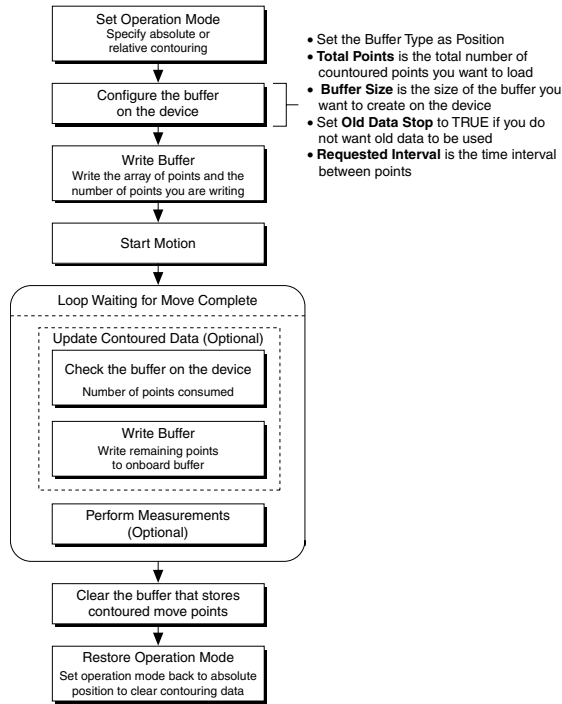 Set Operation Mode
Specify absolute or
relative contouring
Configure the buffer
on the device
• Set the Buffer Type as Position
• Total Points is the total number of
countoured points you want to load
• Buffer Size is the size of the buffer you
want to create on the device
• Set Old Data Stop to TRUE if you do
not want old data to be used
• Requested Interval is the time interval
between points
Write Buffer
Write the array of points and the
number of points you are writing
Start Motion
Loop Waiting for Move Complete
Update Contoured Data (Optional)
Check the buffer on the device
Number of points consumed
Write Buffer
Write remaining points
to onboard buffer
Perform Measurements
(Optional)
Clear the buffer that stores
contoured move points
Restore Operation Mode
Set operation mode back to absolute
position to clear contouring data